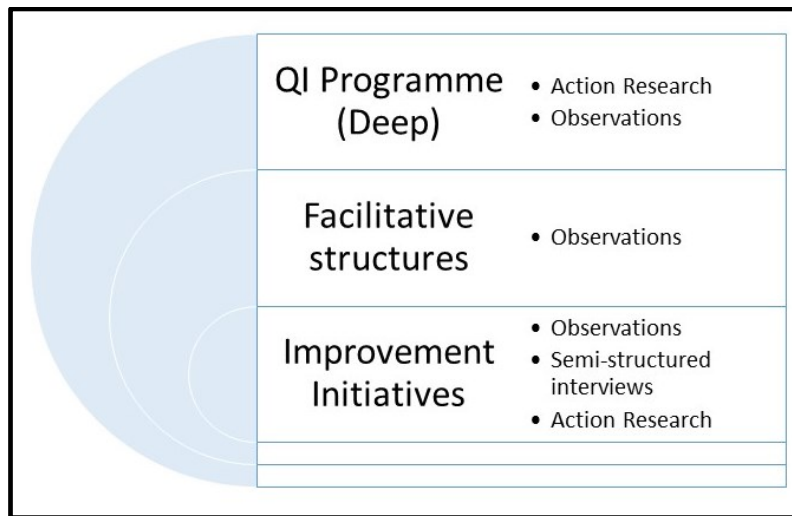 QI Programme
(Deep)
• Action Research
• Observations
Facilitative
structures
• Observations
Improvement
Initiatives
• Observations
• Semi-structured
interviews
• Action Research